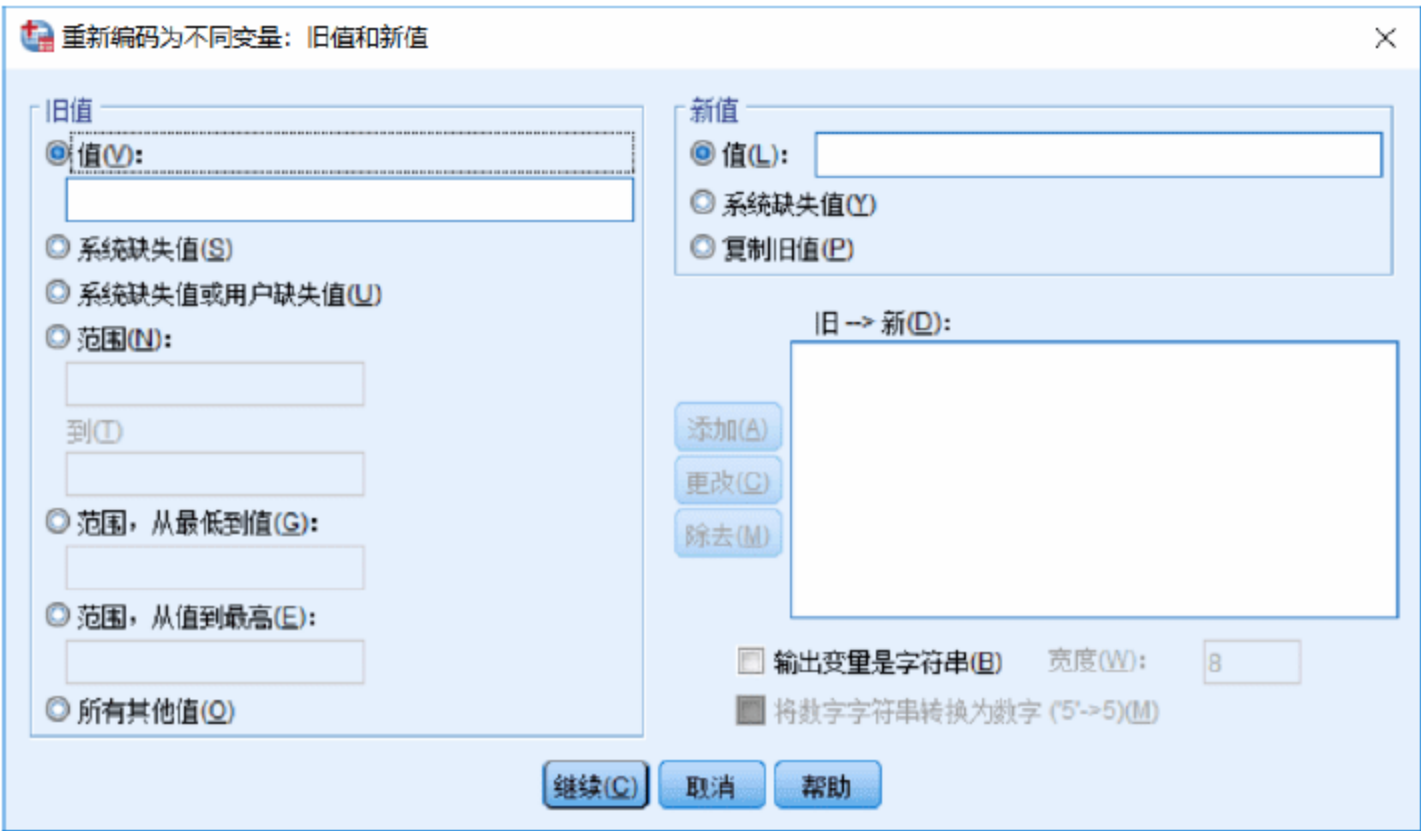 重新编码为不同变量：旧值和新值
旧值
值(V)：
系统缺失值(S)
系统缺失值或用户缺失值(U)
范围(N)：
到(T)
范围，从最低到值(G)：
范围，从值到最高(E)：
所有其他值(O)
新值
值(L)：
系统缺失值(Y)
复制旧值(P)
旧 --> 新(D)：
添加(A)
更改(C)
除去(M)
输出变量是字符串(B) 宽度(W)： 8
将数字字符串转换为数字 ('5'->5)(M)
继续(C) 取消 帮助